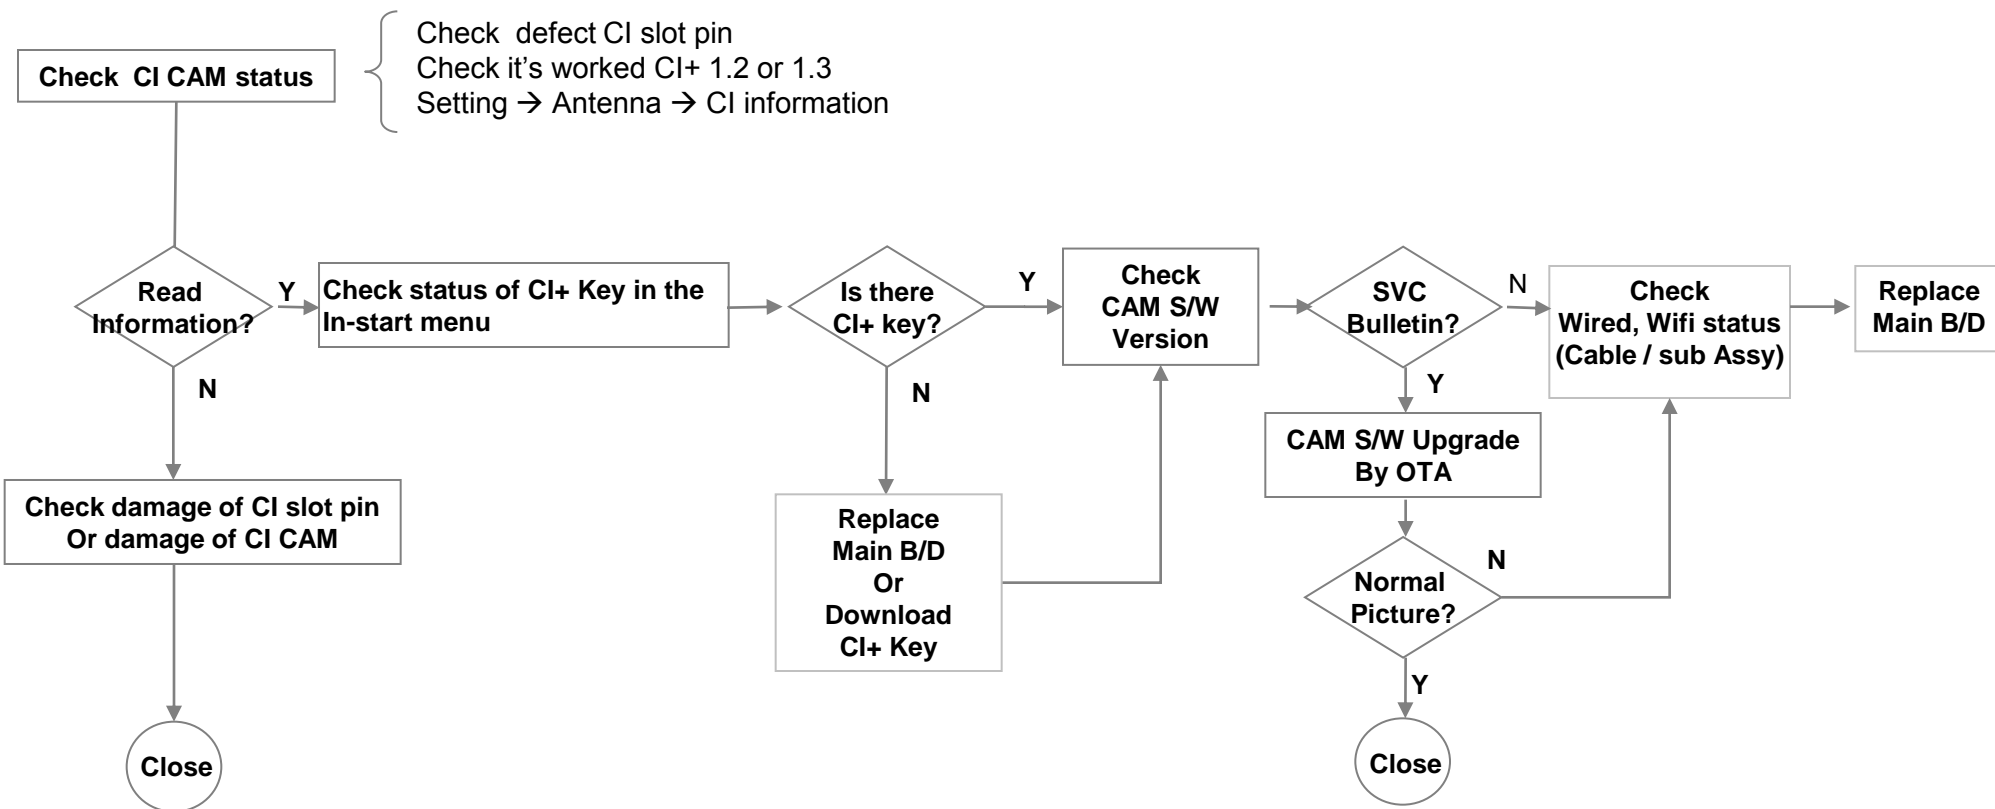 Check CI CAM status
Check defect CI slot pin
Check it's worked CI+ 1.2 or 1.3
Setting → Antenna → CI information
Read
Information?
Y
N
Check status of CI+ Key in the
In-start menu
Is there
CI+ key?
Y
N
Check
CAM S/W
Version
SVC
Bulletin?
N
Y
Check
Wired, Wifi status
(Cable / sub Assy)
Replace
Main B/D
CAM S/W Upgrade
By OTA
Check damage of CI slot pin
Or damage of CI CAM
Replace
Main B/D
Or
Download
CI+ Key
Normal
Picture?
N
Y
Close
Close